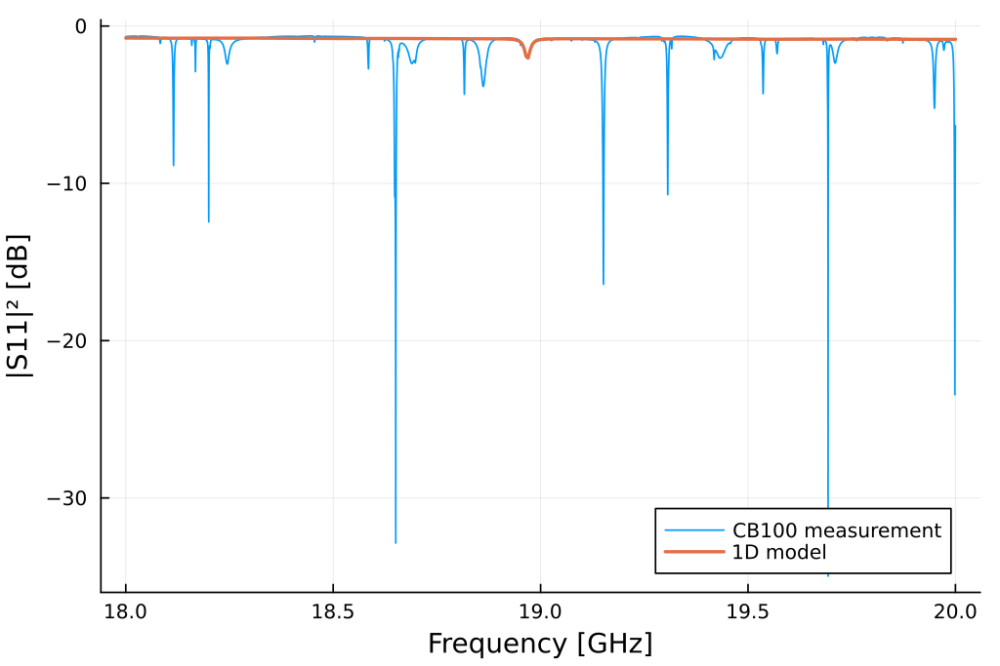 |S11|² [dB]
0
−10
−20
−30
CB100 measurement
1D model
18.0 18.5 19.0 19.5 20.0
Frequency [GHz]